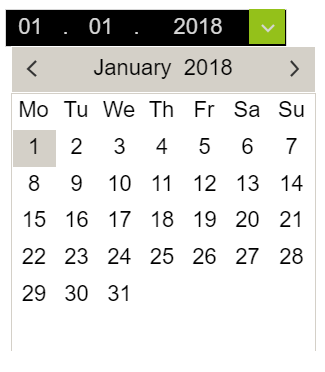 01 . 01 . 2018
January 2018
Mo Tu We Th Fr Sa Su
1 2 3 4 5 6 7
8 9 10 11 12 13 14
15 16 17 18 19 20 21
22 23 24 25 26 27 28
29 30 31